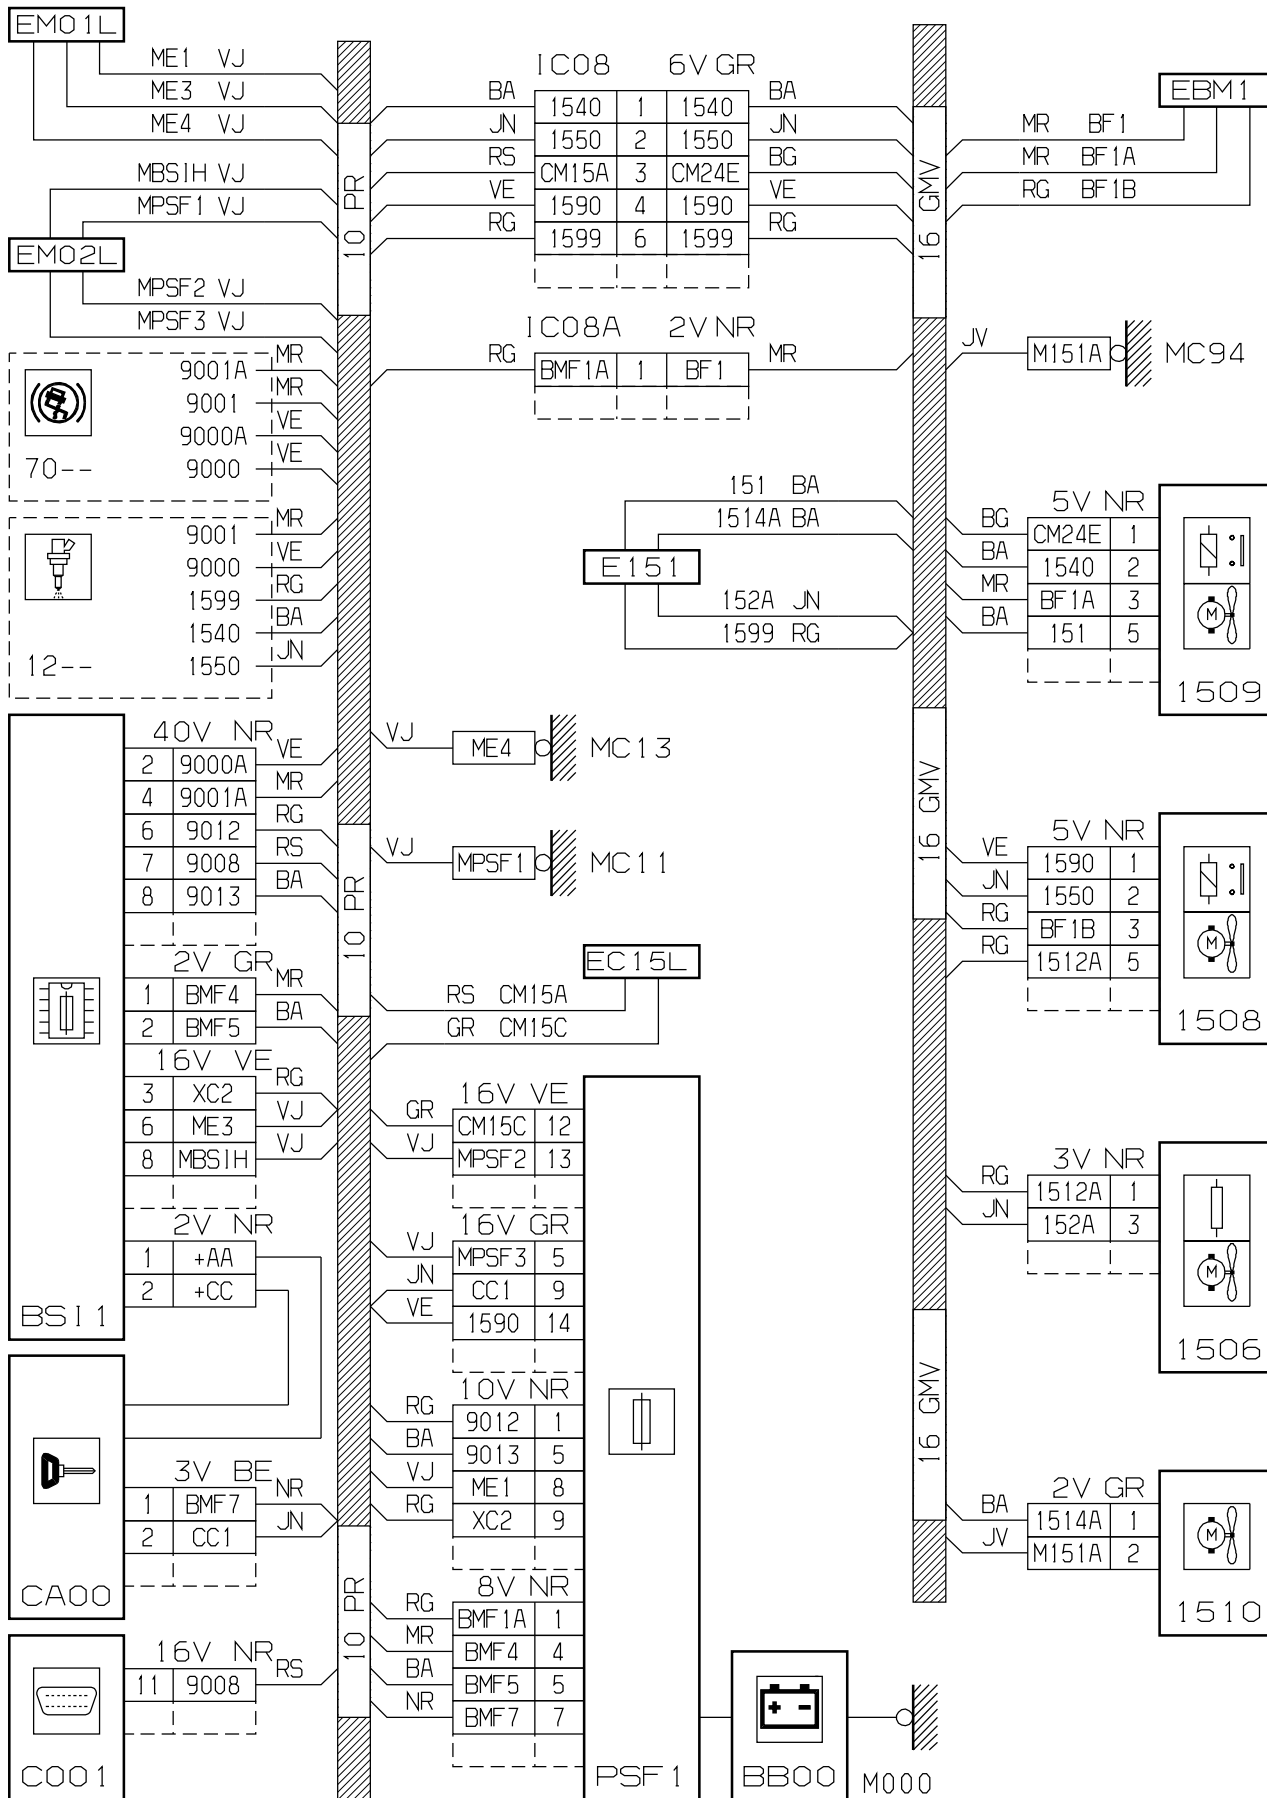 EM01L
ME1 VJ
ME3 VJ
ME4 VJ
MBSIH VJ
MPSF1 VJ
EM02L
MPSF2 VJ
MPSF3 VJ
9001A MR
9001 MR
9000A VE
9000 VE
70--
9001 MR
9000 VE
1599 RG
1540 BA
1550 JN
12--
40V NR
2 9000A VE
4 9001A MR
6 9012 RG
7 9008 RS
8 9013 BA
2V GR
1 BMF4 MR
2 BMF5 BA
16V VE
3 XC2 RG
6 ME3 VJ
8 MBSIH VJ
2V NR
1 +AA
2 +CC
BSI1
3V BE
1 BMF7 NR
2 CC1 JN
CA00
16V NR
11 9008 RS
C001
10 PR
10 PR
10 PR
IC08 6V GR
BA 1540 1 1540 BA
JN 1550 2 1550 JN
RS CM15A 3 CM24E BG
VE 1590 4 1590 VE
RG 1599 6 1599 RG
IC08A 2V NR
RG BMF1A 1 BF1 MR
151 BA
1514A BA
E151
152A JN
1599 RG
VJ ME4 MC13
VJ MPSF1 MC11
EC15L
RS CM15A
GR CM15C
16V VE
GR CM15C 12
VJ MPSF2 13
16V GR
VJ MPSF3 5
JN CC1 9
VE 1590 14
10V NR
RG 9012 1
BA 9013 5
VJ ME1 8
RG XC2 9
8V NR
RG BMF1A 1
MR BMF4 4
BA BMF5 5
NR BMF7 7
PSF1
M
BB00
M000
16 GMV
16 GMV
16 GMV
EBM1
MR BF1
MR BF1A
RG BF1B
JV M151A MC94
5V NR
BG CM24E 1
BA 1540 2
MR BF1A 3
BA 151 5
M
1509
5V NR
VE 1590 1
JN 1550 2
RG BF1B 3
RG 1512A 5
M
1508
3V NR
RG 1512A 1
JN 152A 3
M
1506
2V GR
BA 1514A 1
JV M151A 2
M
1510